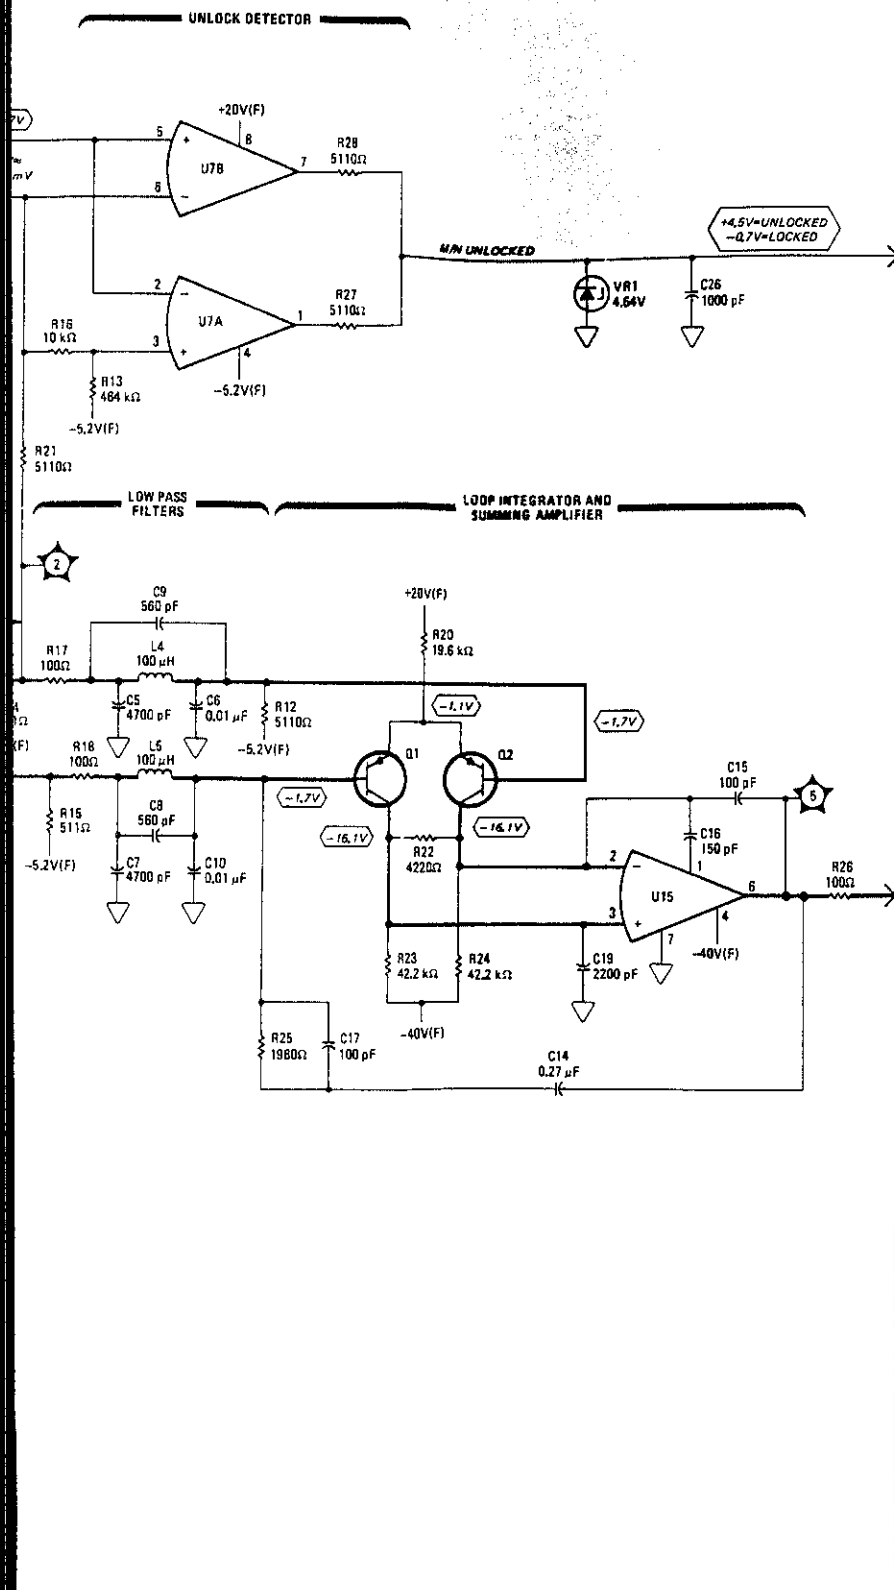 UNLOCK DETECTOR
+20V(F)
7V
5
+
8
U7B
7
R28
5110Ω
≈
mV
6
−
+4.5V=UNLOCKED
−0.7V=LOCKED
M/N UNLOCKED
2
−
U7A
1
R27
5110Ω
VR1
4.64V
C26
1000 pF
R16
10 kΩ
3
+
4
−5.2V(F)
R13
464 kΩ
−5.2V(F)
R21
5110Ω
LOW PASS
FILTERS
LOOP INTEGRATOR AND
SUMMING AMPLIFIER
2
C9
560 pF
+20V(F)
R20
19.6 kΩ
R17
100Ω
L4
100 μH
−1.1V
C5
4700 pF
C6
0.01 μF
R12
5110Ω
−1.7V
4
1Ω
(F)
R18
100Ω
L5
100 μH
−5.2V(F)
Q1
Q2
C15
100 pF
5
−1.7V
R15
511Ω
C8
560 pF
−16.1V
−16.1V
C16
150 pF
R22
4220Ω
−5.2V(F)
C7
4700 pF
C10
0.01 μF
2
−
1
U15
6
R26
100Ω
3
+
4
7
−40V(F)
R23
42.2 kΩ
R24
42.2 kΩ
C19
2200 pF
−40V(F)
R25
1980Ω
C17
100 pF
C14
0.27 μF